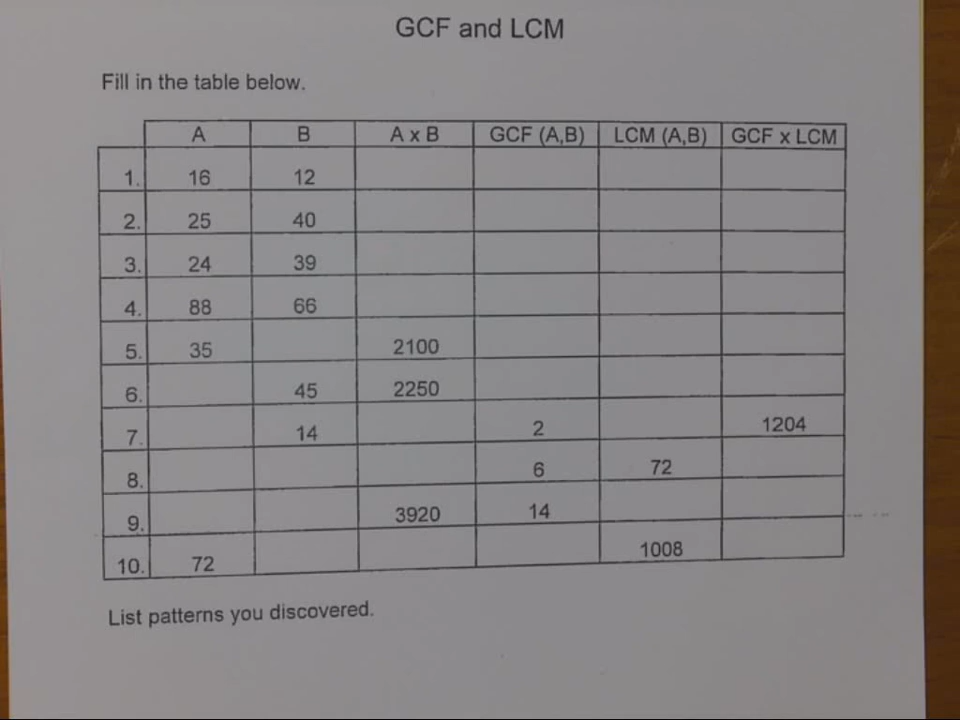 GCF and LCM
Fill in the table below.
A B A x B GCF (A,B) LCM (A,B) GCF x LCM
1. 16 12
2. 25 40
3. 24 39
4. 88 66
5. 35 2100
6. 45 2250
7. 14 2 1204
8. 6 72
9. 3920 14
10. 72 1008
List patterns you discovered.